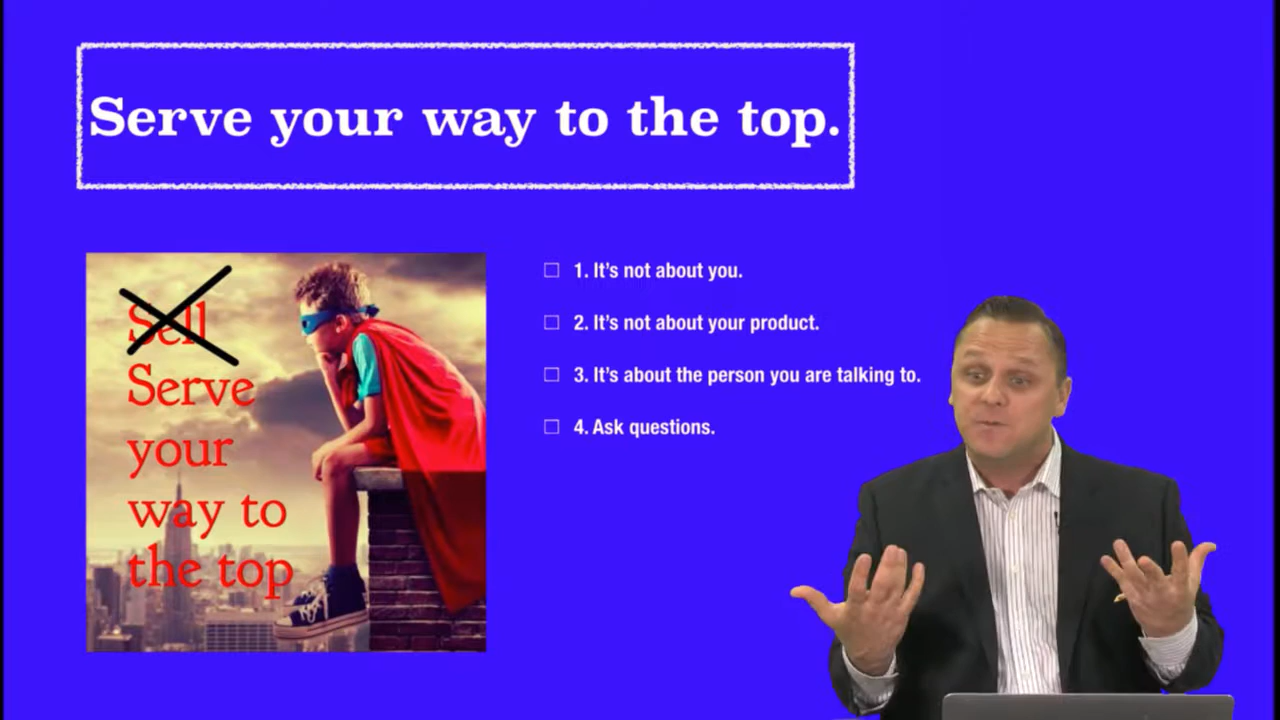 Serve your way to the top.
Sell
Serve
your
way to
the top
☐ 1. It's not about you.
☐ 2. It's not about your product.
☐ 3. It's about the person you are talking to.
☐ 4. Ask questions.